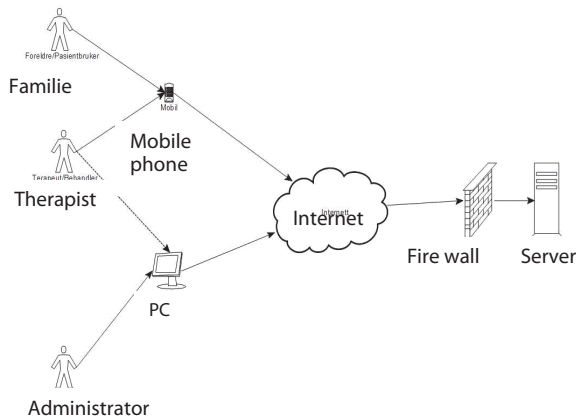 Foreldre/Pasientbruker
Familie
Mobil
Mobile
phone
Terapeut/Behandler
Therapist
Internett
Internet
Fire wall
Server
PC
Administrator